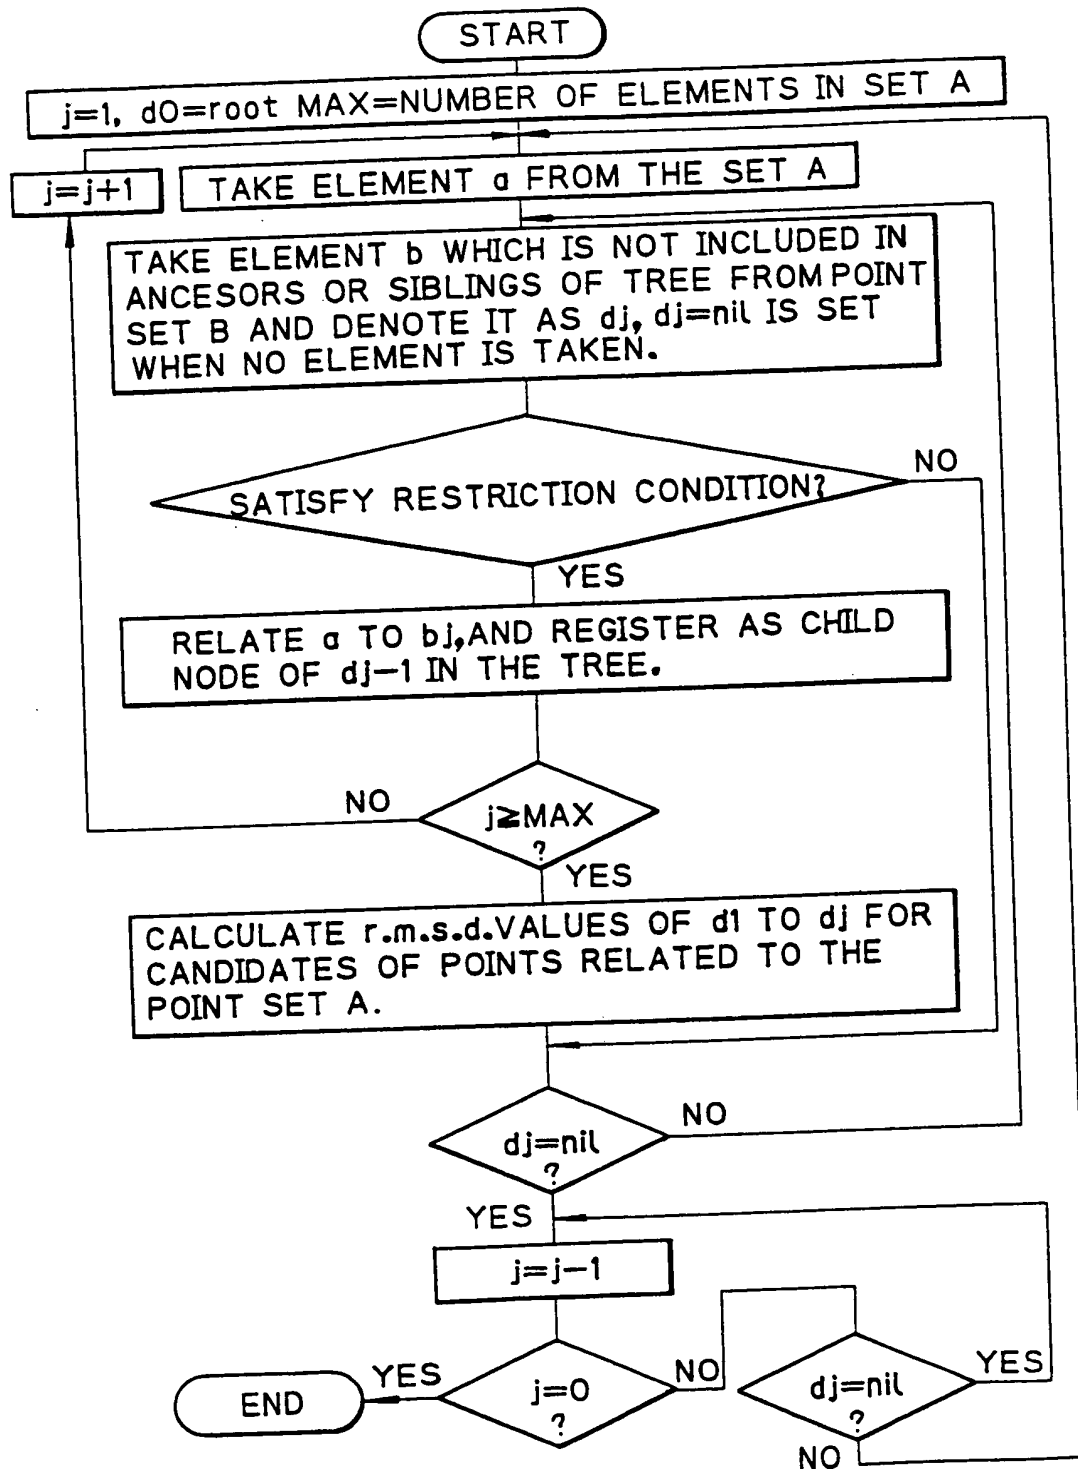 START
j=1, d0=root MAX=NUMBER OF ELEMENTS IN SET A
j=j+1
TAKE ELEMENT a FROM THE SET A
TAKE ELEMENT b WHICH IS NOT INCLUDED IN
ANCESORS OR SIBLINGS OF TREE FROM POINT
SET B AND DENOTE IT AS dj, dj=nil IS SET
WHEN NO ELEMENT IS TAKEN.
NO
SATISFY RESTRICTION CONDITION?
YES
RELATE a TO bj, AND REGISTER AS CHILD
NODE OF dj-1 IN THE TREE.
NO
j≧MAX
?
YES
CALCULATE r.m.s.d. VALUES OF d1 TO dj FOR
CANDIDATES OF POINTS RELATED TO THE
POINT SET A.
NO
dj=nil
?
YES
j=j-1
YES
NO
YES
END
j=0
?
dj=nil
?
NO